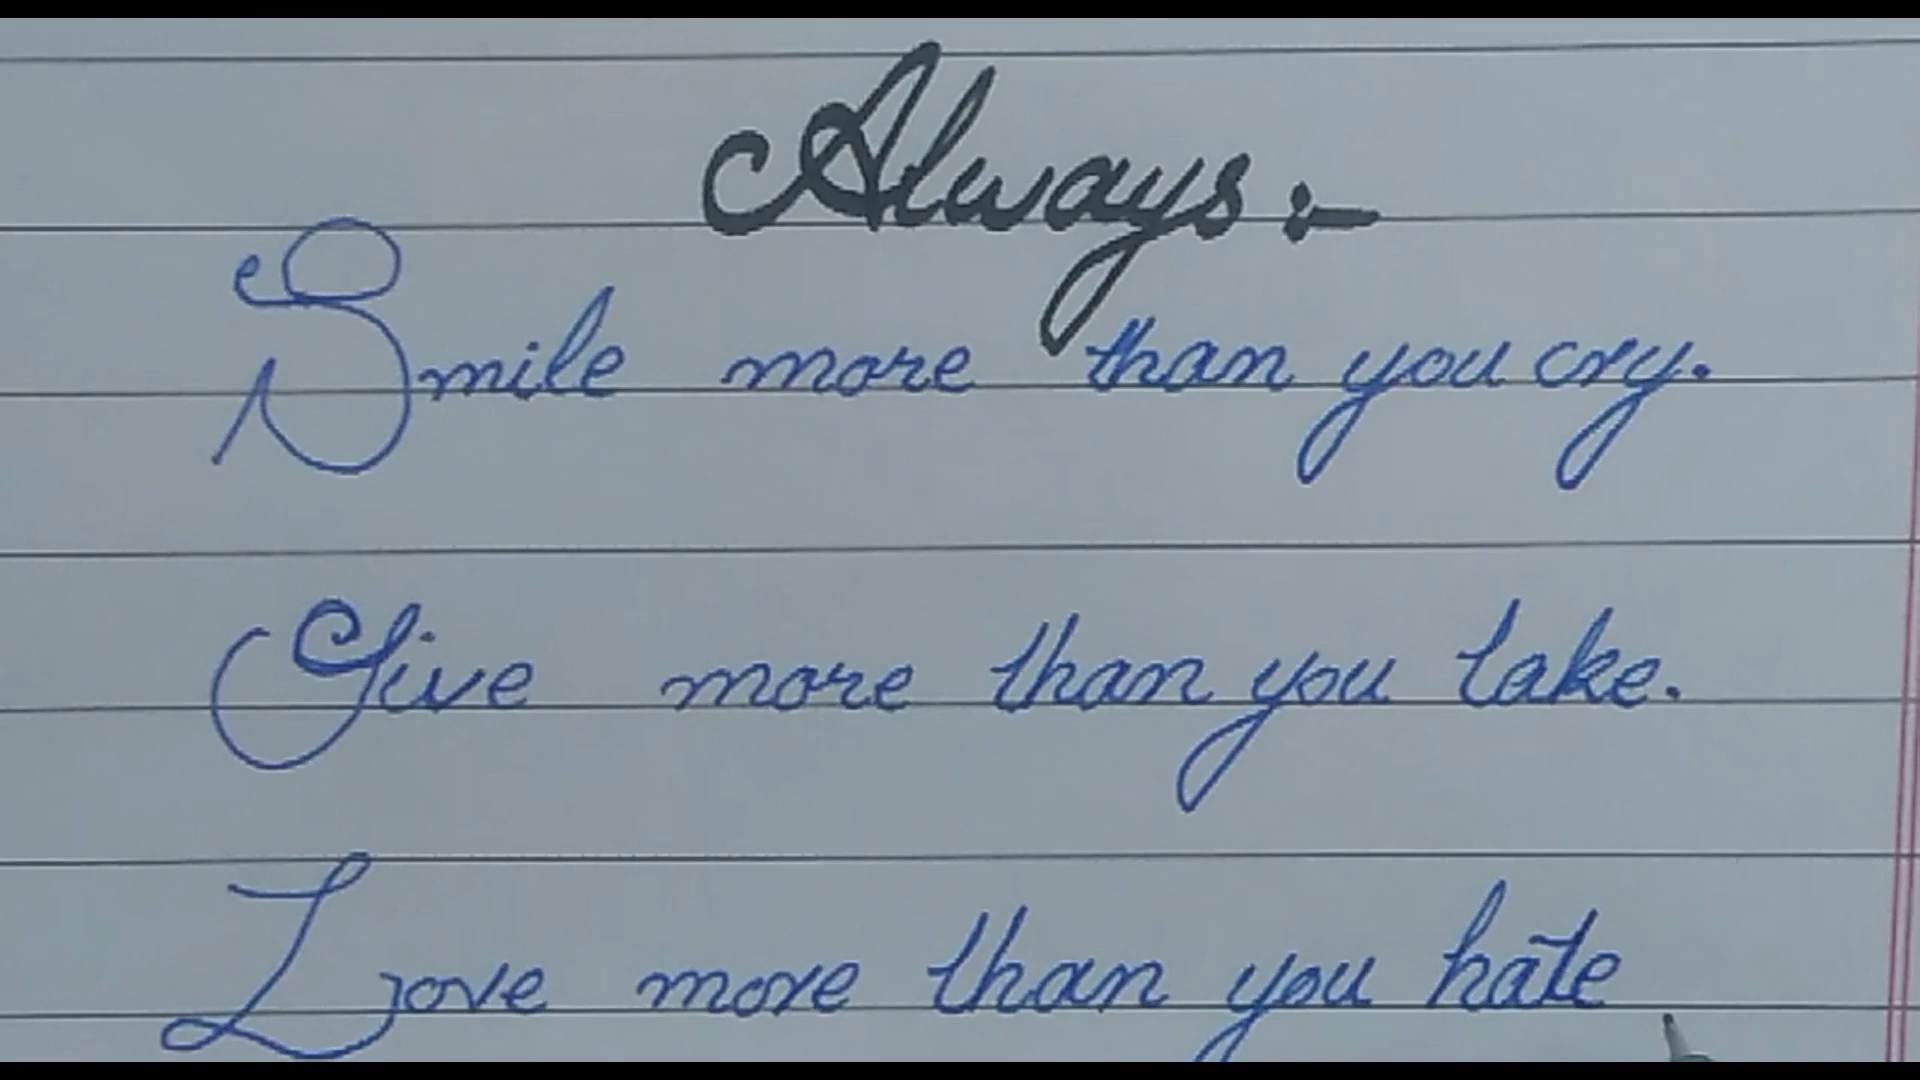 Always :-
Smile more than you cry.
Give more than you take.
Love more than you hate